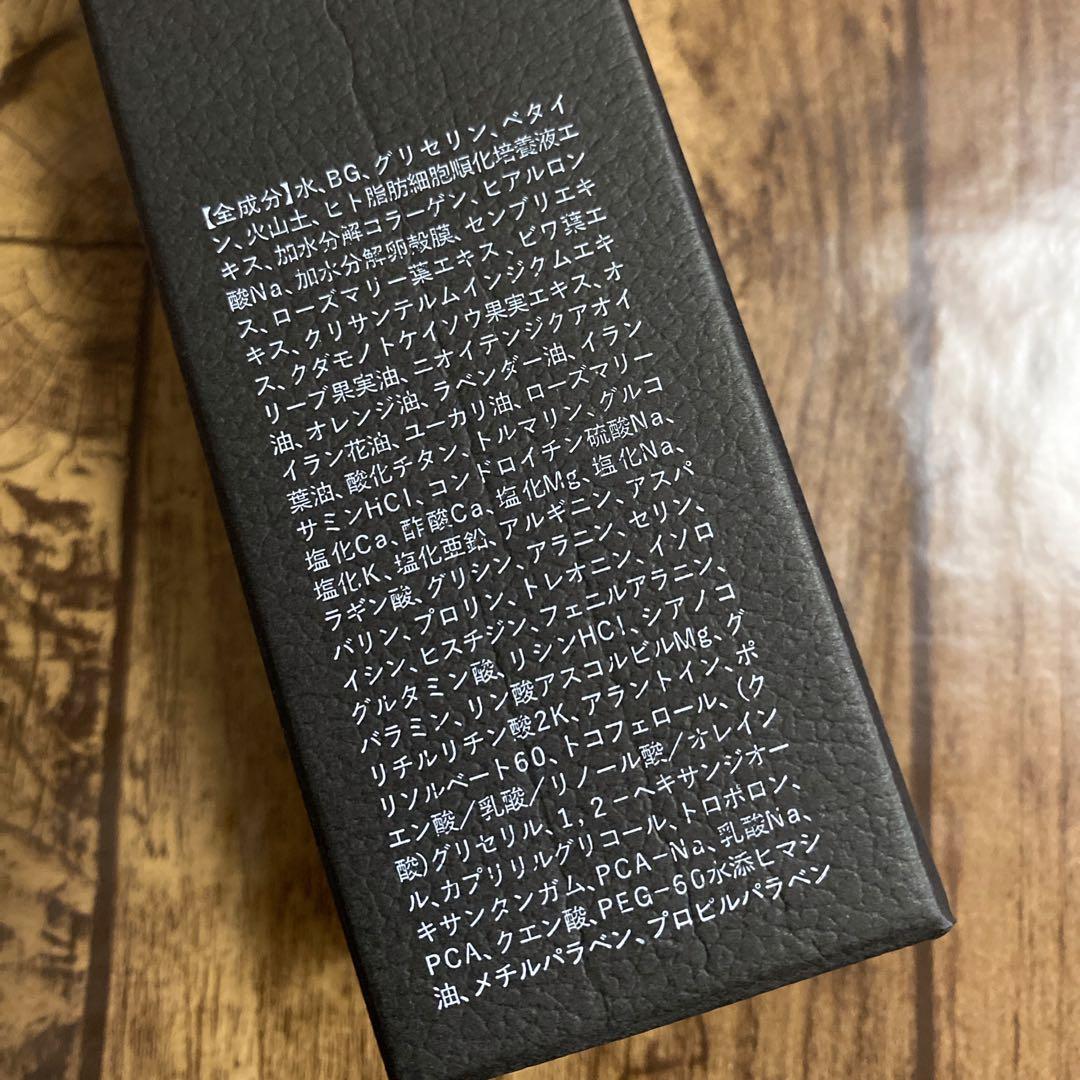 【全成分】水、BG、グリセリン、ベタイ
ン、火山土、ヒト脂肪細胞順化培養液エ
キス、加水分解コラーゲン、ヒアルロン
酸Na、加水分解卵殻膜、センブリエキ
ス、ローズマリー葉エキス、ビワ葉エ
キス、クリサンテルムインジクムエキ
ス、クダモノトケイソウ果実エキス、オ
リーブ果実油、ニオイテンジクアオイ
油、オレンジ油、ラベンダー油、イラン
イラン花油、ユーカリ油、ローズマリー
葉油、酸化チタン、トルマリン、グルコ
サミンHCl、コンドロイチン硫酸Na、
塩化Ca、酢酸Ca、塩化Mg、塩化Na、
塩化K、塩化亜鉛、アルギニン、アスパ
ラギン酸、グリシン、アラニン、セリン、
バリン、プロリン、トレオニン、イソロ
イシン、ヒスチジン、フェニルアラニン、
グルタミン酸、リシンHCl、シアノコ
バラミン、リン酸アスコルビルMg、グ
リチルリチン酸2K、アラントイン、ポ
リソルベート60、トコフェロール、(ク
エン酸/乳酸/リノール酸/オレイン
酸)グリセリル、1,2-ヘキサンジオー
ル、カプリリルグリコール、トロポロン、
キサンタンガム、PCA-Na、乳酸Na、
PCA、クエン酸、PEG-60水添ヒマシ
油、メチルパラベン、プロピルパラベン